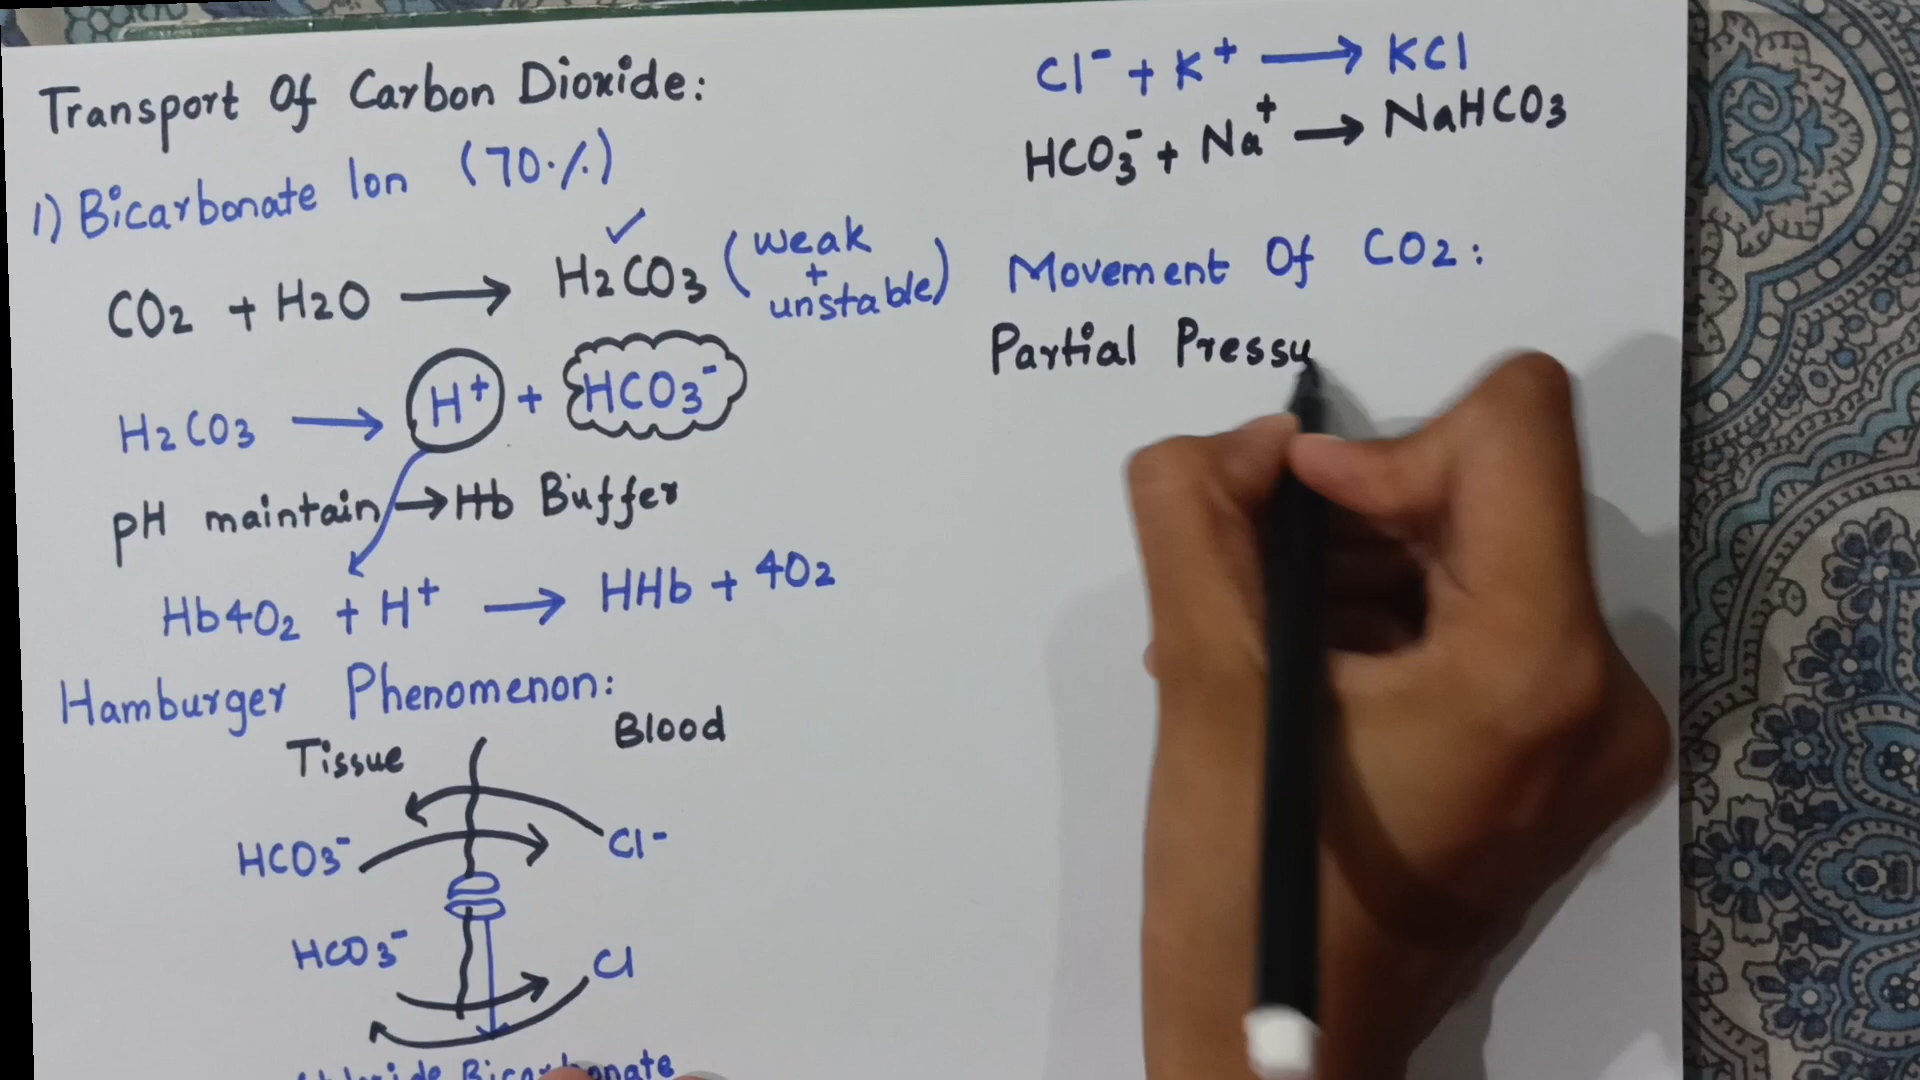 Transport Of Carbon Dioxide:
1) Bicarbonate Ion (70%)
CO2 + H2O → H2CO3 (weak + unstable)
H2CO3 → H+ + HCO3-
pH maintain → Hb Buffer
Hb4O2 + H+ → HHb + 4O2
Hamburger Phenomenon:
Tissue Blood
HCO3- Cl-
HCO3- Cl
Bicarbonate
Cl- + K+ → KCl
HCO3- + Na+ → NaHCO3
Movement Of CO2:
Partial Pressu